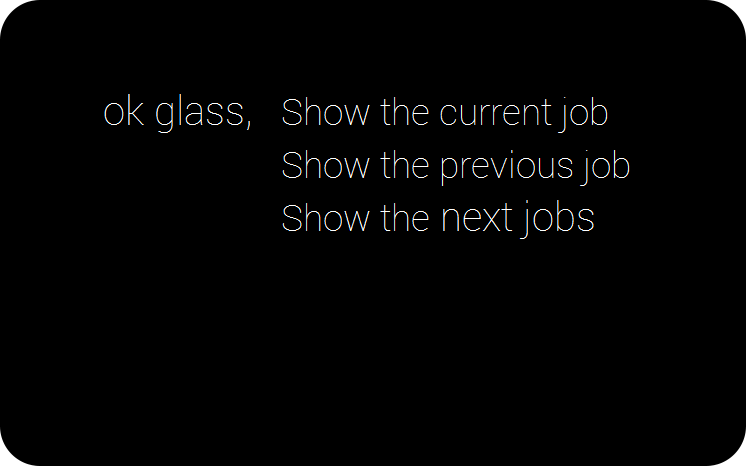 ok glass, Show the current job
Show the previous job
Show the next jobs